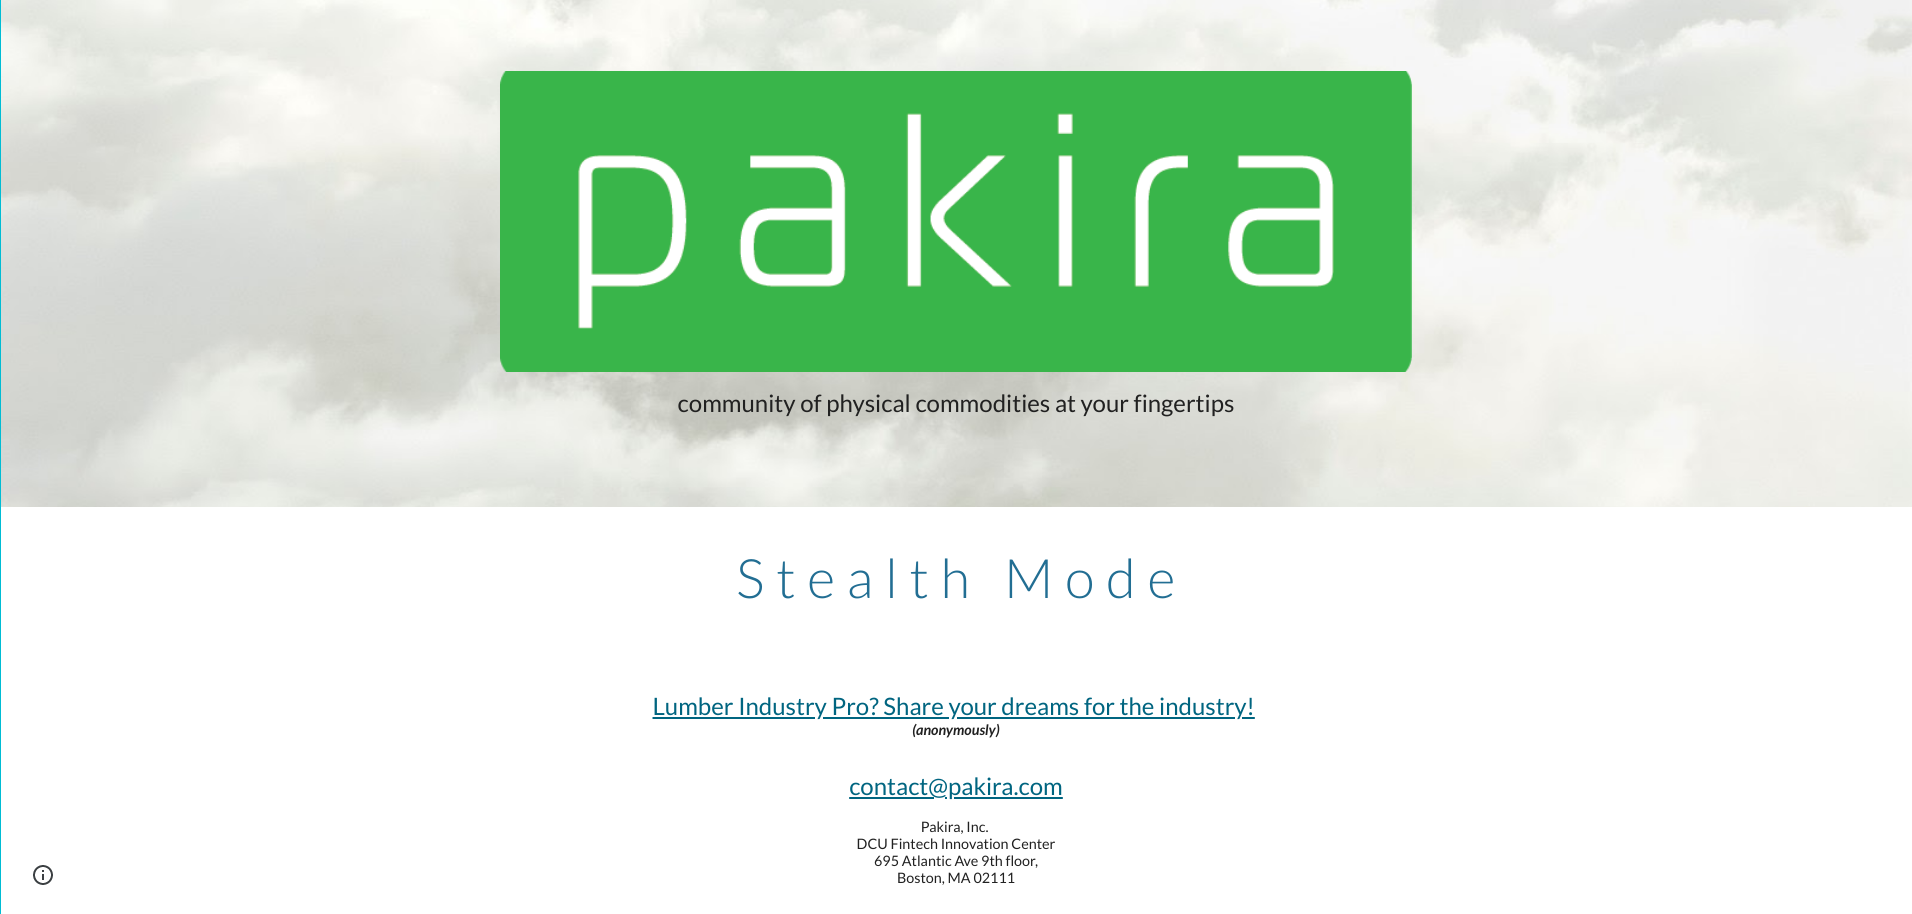 pakira
community of physical commodities at your fingertips
Stealth Mode
Lumber Industry Pro? Share your dreams for the industry!
(anonymously)
contact@pakira.com
Pakira, Inc.
DCU Fintech Innovation Center
695 Atlantic Ave 9th floor,
Boston, MA 02111